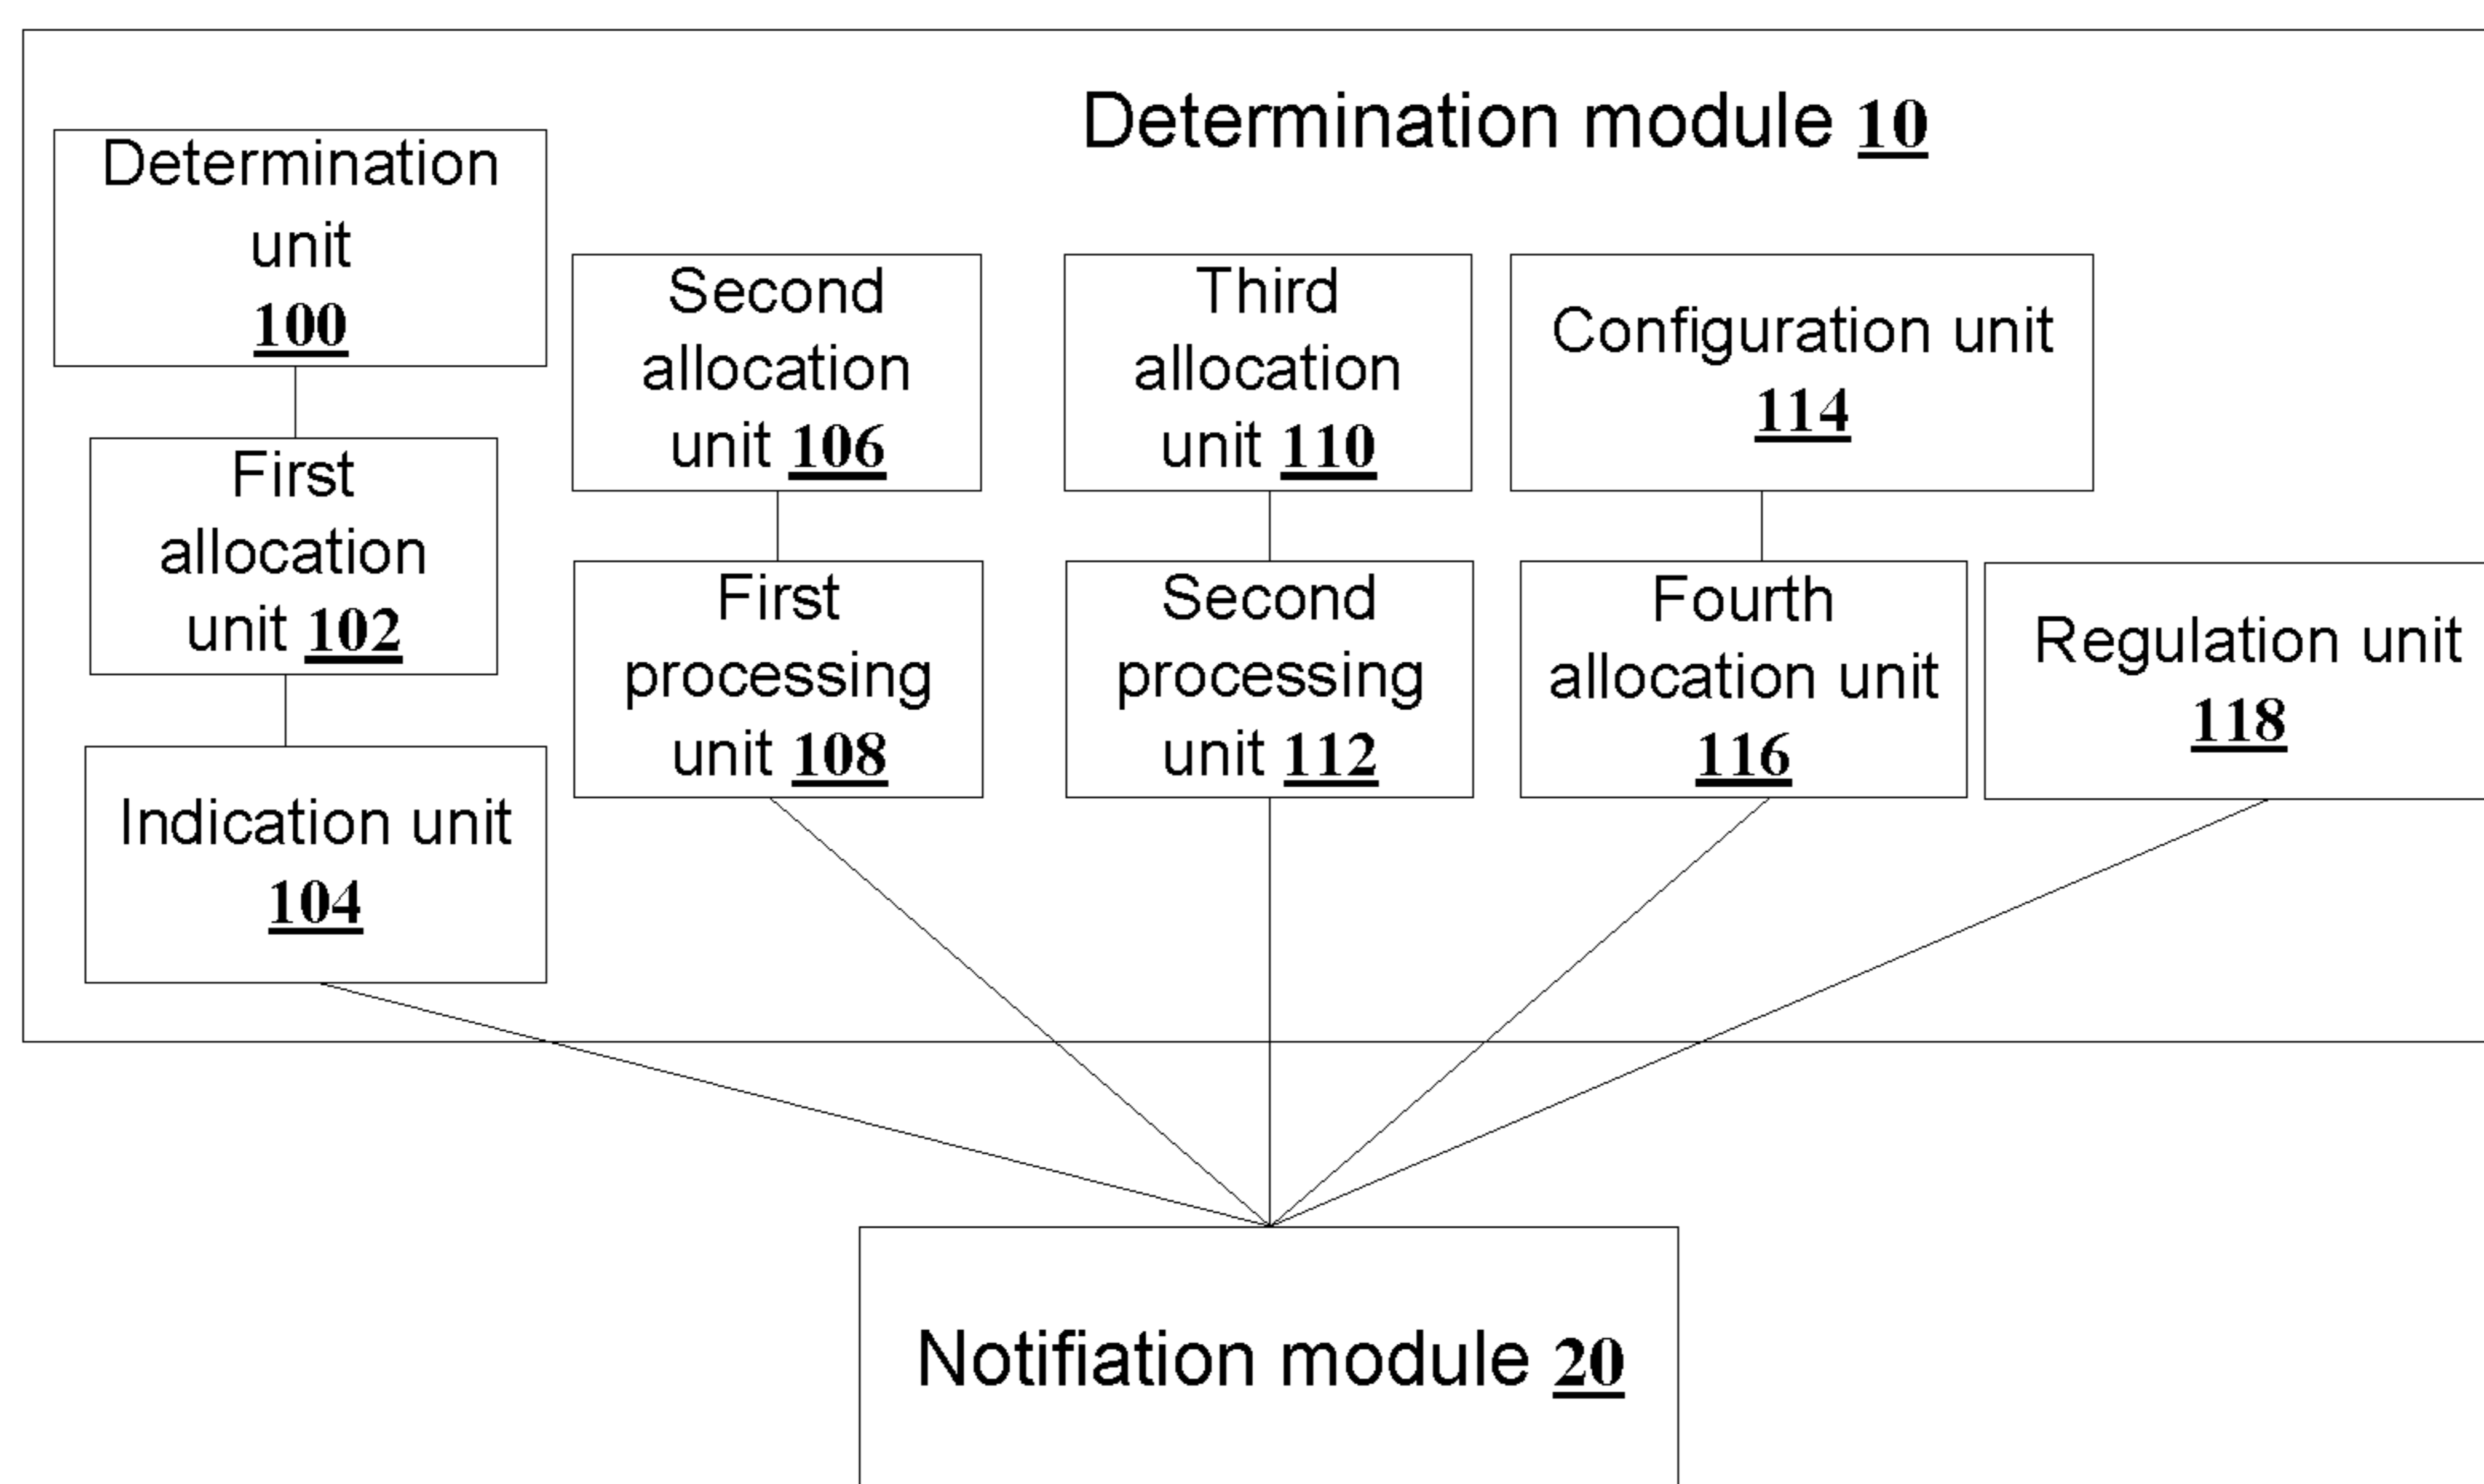 Determination module 10
Determination
unit
100
First
allocation
unit 102
Indication unit
104
Second
allocation
unit 106
First
processing
unit 108
Third
allocation
unit 110
Second
processing
unit 112
Configuration unit
114
Fourth
allocation unit
116
Regulation unit
118
Notifiation module 20